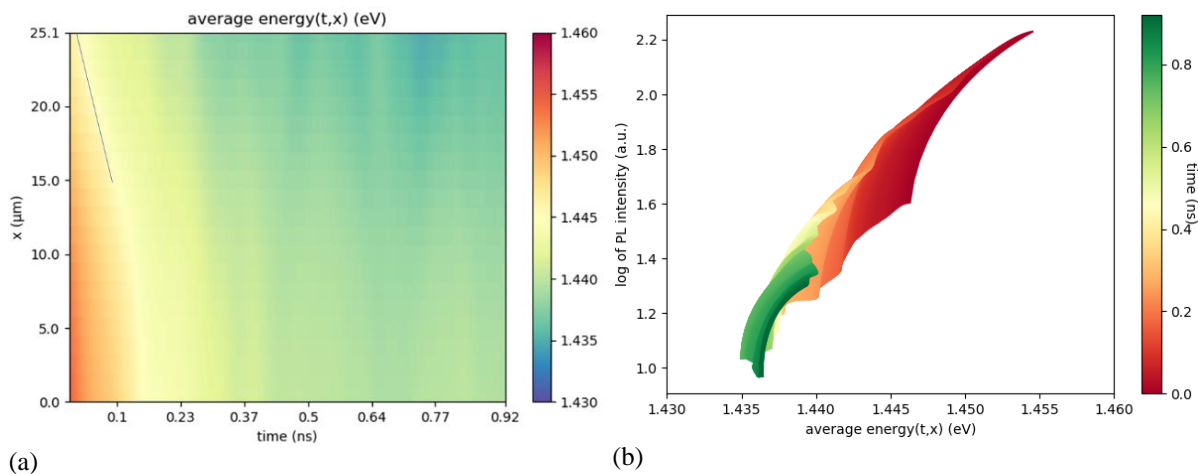 average energy(t,x) (eV)
25.1
20.0
15.0
10.0
5.0
0.0
x (μm)
0.1 0.23 0.37 0.5 0.64 0.77 0.92
time (ns)
1.460
1.455
1.450
1.445
1.440
1.435
1.430
(a)
2.2
2.0
1.8
1.6
1.4
1.2
1.0
log of PL intensity (a.u.)
1.430 1.435 1.440 1.445 1.450 1.455 1.460
average energy(t,x) (eV)
0.8
0.6
0.4
0.2
0.0
time (ns)
(b)